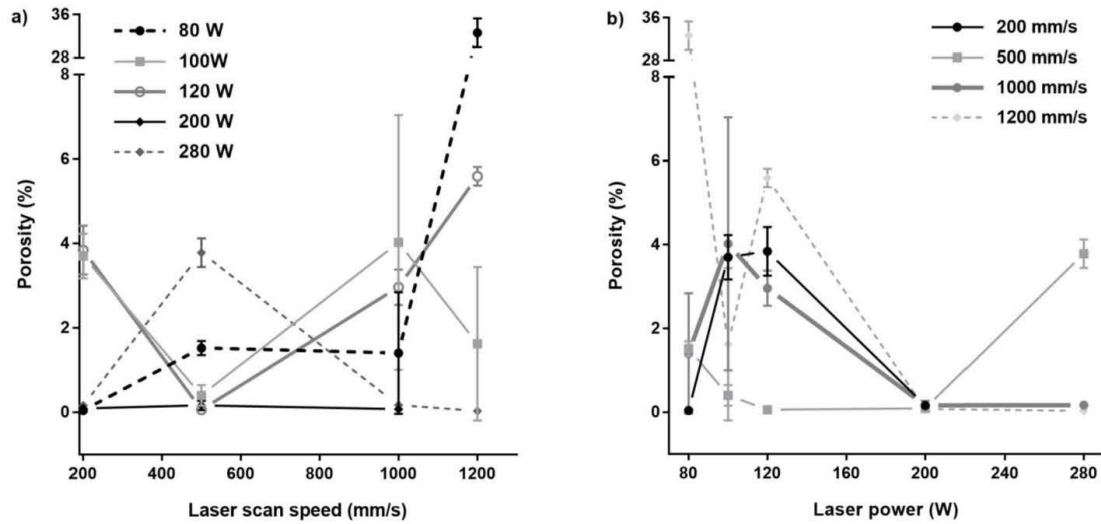 a)
36
28
8
6
4
2
0
Porosity (%)
80 W
100W
120 W
200 W
280 W
200 400 600 800 1000 1200
Laser scan speed (mm/s)
b)
36
28
8
6
4
2
0
Porosity (%)
200 mm/s
500 mm/s
1000 mm/s
1200 mm/s
80 120 160 200 240 280
Laser power (W)